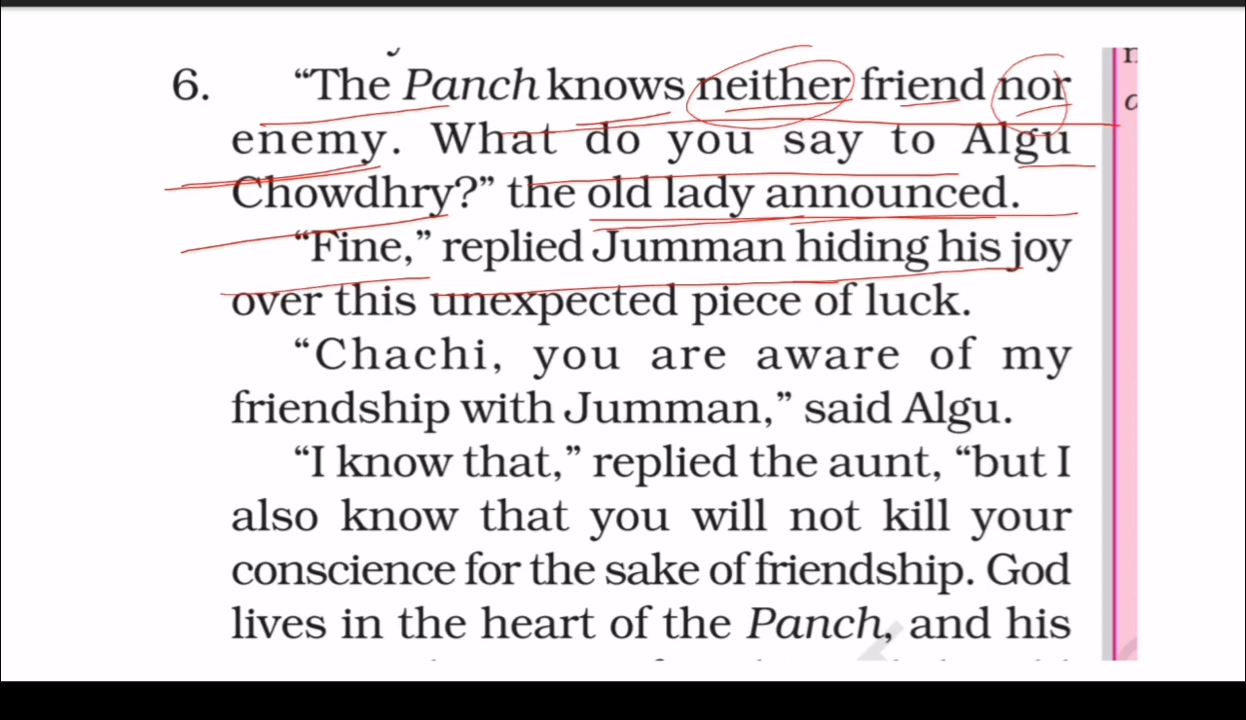 6. “The Panch knows neither friend nor
enemy. What do you say to Algu
Chowdhry?” the old lady announced.
“Fine,” replied Jumman hiding his joy
over this unexpected piece of luck.
“Chachi, you are aware of my
friendship with Jumman,” said Algu.
“I know that,” replied the aunt, “but I
also know that you will not kill your
conscience for the sake of friendship. God
lives in the heart of the Panch, and his